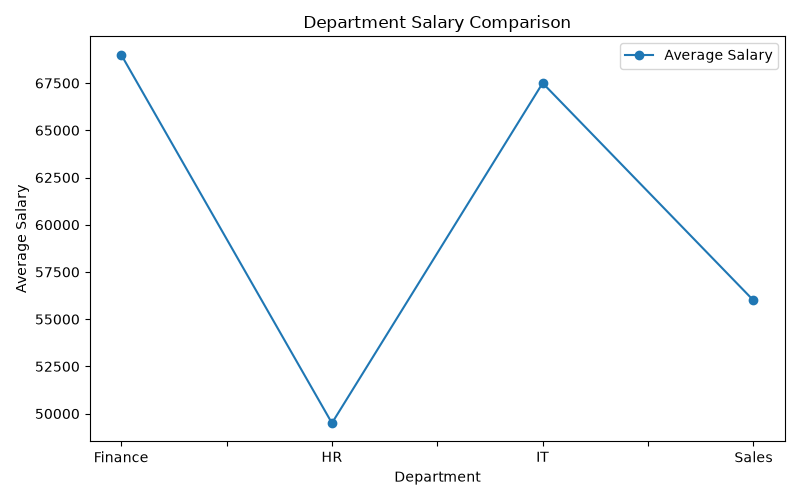 Department Salary Comparison
Average Salary
67500
65000
62500
60000
57500
55000
52500
50000
Average Salary
Finance HR IT Sales
Department